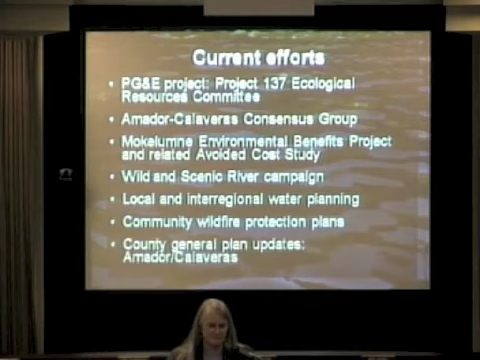 Current efforts
• PG&E project: Project 137 Ecological
Resources Committee
• Amador-Calaveras Consensus Group
• Mokelumne Environmental Benefits Project
and related Avoided Cost Study
• Wild and Scenic River campaign
• Local and interregional water planning
• Community wildfire protection plans
• County general plan updates:
Amador/Calaveras